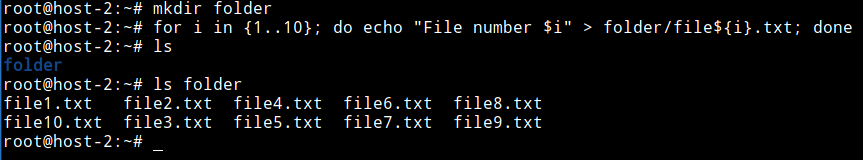 root@host-2:~# mkdir folder
root@host-2:~# for i in {1..10}; do echo "File number $i" > folder/file${i}.txt; done
root@host-2:~# ls
folder
root@host-2:~# ls folder
file1.txt   file2.txt  file4.txt  file6.txt  file8.txt
file10.txt  file3.txt  file5.txt  file7.txt  file9.txt
root@host-2:~# _